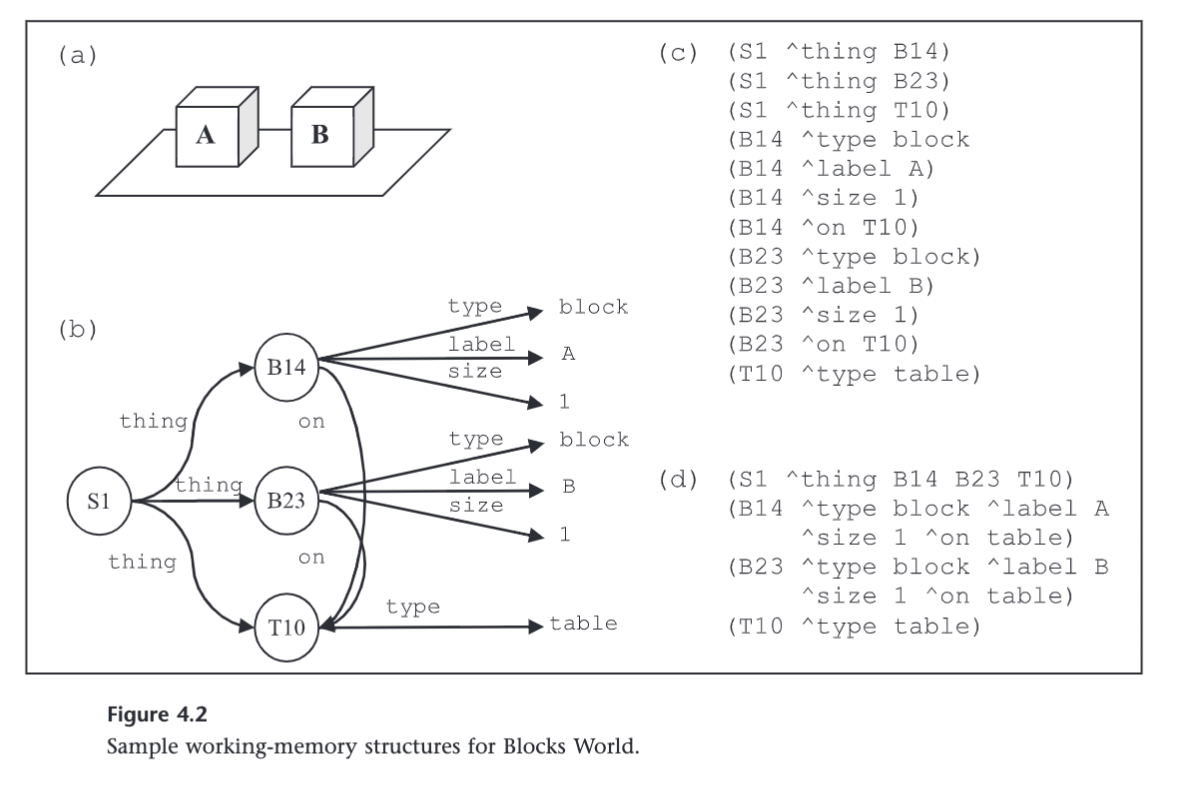 (a)
A B
(b)
S1
thing
thing
thing
B14
B23
T10
on
on
type block
label A
size 1
type block
label B
size 1
type table
(c) (S1 ^thing B14)
(S1 ^thing B23)
(S1 ^thing T10)
(B14 ^type block
(B14 ^label A)
(B14 ^size 1)
(B14 ^on T10)
(B23 ^type block)
(B23 ^label B)
(B23 ^size 1)
(B23 ^on T10)
(T10 ^type table)
(d) (S1 ^thing B14 B23 T10)
(B14 ^type block ^label A
^size 1 ^on table)
(B23 ^type block ^label B
^size 1 ^on table)
(T10 ^type table)
Figure 4.2
Sample working-memory structures for Blocks World.